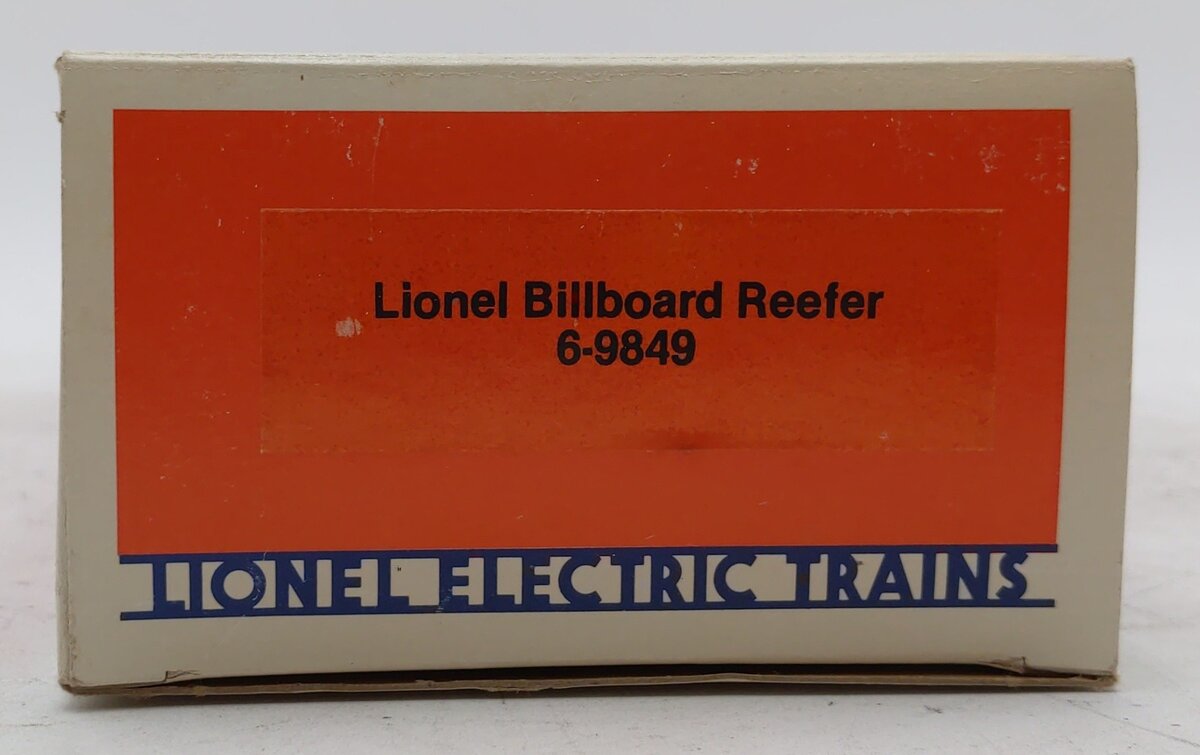 Lionel Billboard Reefer
6-9849
LIONEL ELECTRIC TRAINS